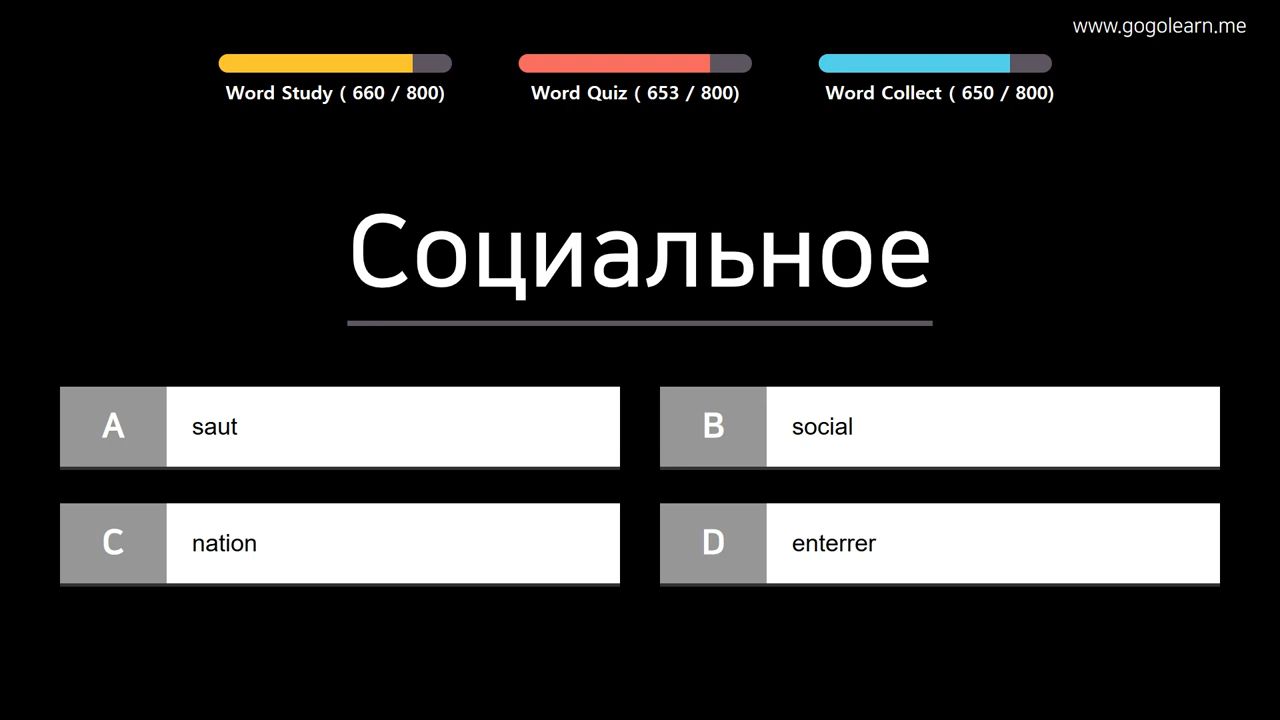 www.gogolearn.me
Word Study ( 660 / 800)
Word Quiz ( 653 / 800)
Word Collect ( 650 / 800)
Социальное
A saut
B social
C nation
D enterrer